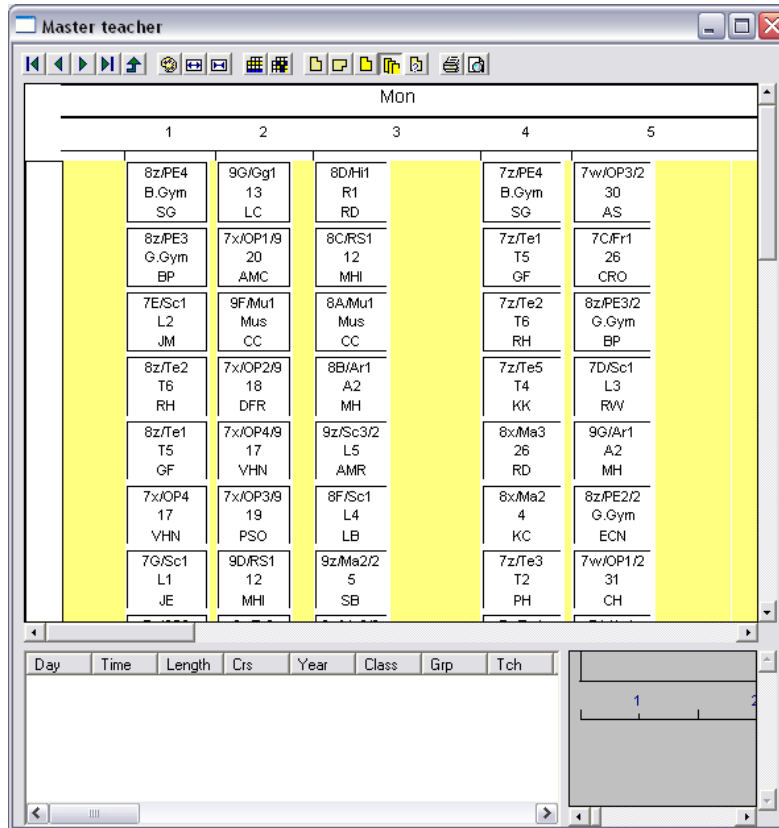 Master teacher
Mon
1 2 3 4 5
8z/PE4 9G/Gg1 8D/Hi1 7z/PE4 7w/OP3/2
B.Gym 13 R1 B.Gym 30
SG LC RD SG AS
8z/PE3 7x/OP1/9 8C/RS1 7z/Te1 7C/Fr1
G.Gym 20 12 T5 26
BP AMC MHI GF CRO
7E/Sc1 9F/Mu1 8A/Mu1 7z/Te2 8z/PE3/2
L2 Mus Mus T6 G.Gym
JM CC CC RH BP
8z/Te2 7x/OP2/9 8B/Ar1 7z/Te5 7D/Sc1
T6 18 A2 T4 L3
RH DFR MH KK RW
8z/Te1 7x/OP4/9 9z/Sc3/2 8x/Ma3 9G/Ar1
T5 17 L5 26 A2
GF VHN AMR RD MH
7x/OP4 7x/OP3/9 8F/Sc1 8x/Ma2 8z/PE2/2
17 19 L4 4 G.Gym
VHN PSO LB KC ECN
7G/Sc1 9D/RS1 9z/Ma2/2 7z/Te3 7w/OP1/2
L1 12 5 T2 31
JE MHI SB PH CH
Day Time Length Crs Year Class Grp Tch
1 2